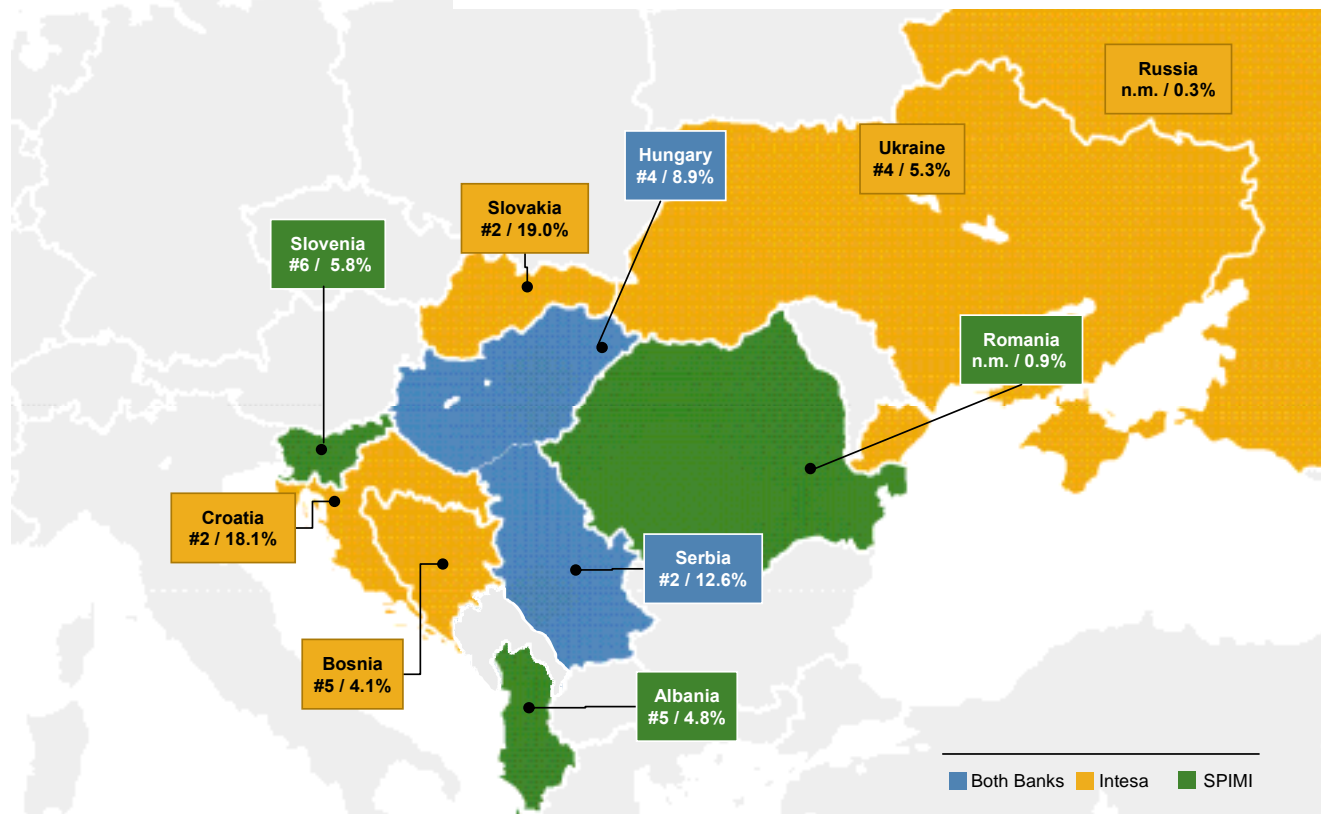 Russia
n.m. / 0.3%
Ukraine
#4 / 5.3%
Hungary
#4 / 8.9%
Slovakia
#2 / 19.0%
Slovenia
#6 /  5.8%
Romania
n.m. / 0.9%
Croatia
#2 / 18.1%
Serbia
#2 / 12.6%
Bosnia
#5 / 4.1%
Albania
#5 / 4.8%
Both Banks
Intesa
SPIMI